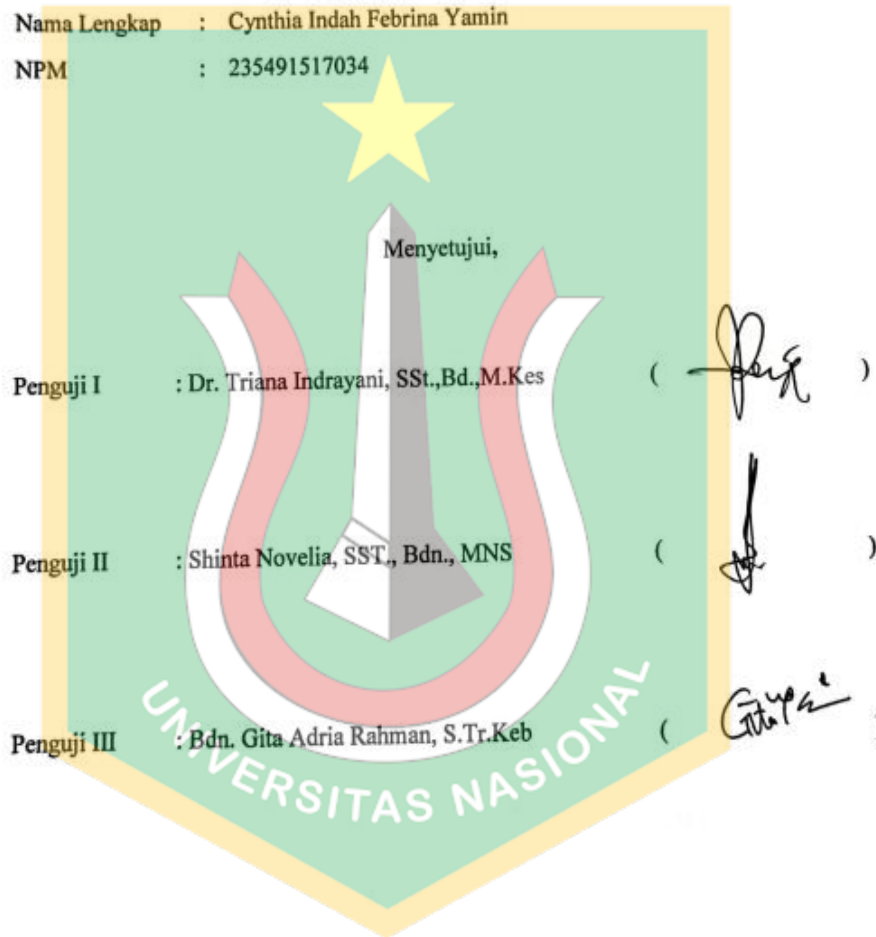 Nama Lengkap : Cynthia Indah Febrina Yamin
NPM : 235491517034
Menyetujui,
Penguji I : Dr. Triana Indrayani, SSt.,Bd.,M.Kes ( )
Penguji II : Shinta Novelia, SST., Bdn., MNS ( )
Penguji III : Bdn. Gita Adria Rahman, S.Tr.Keb (
UNIVERSITAS NASIONAL